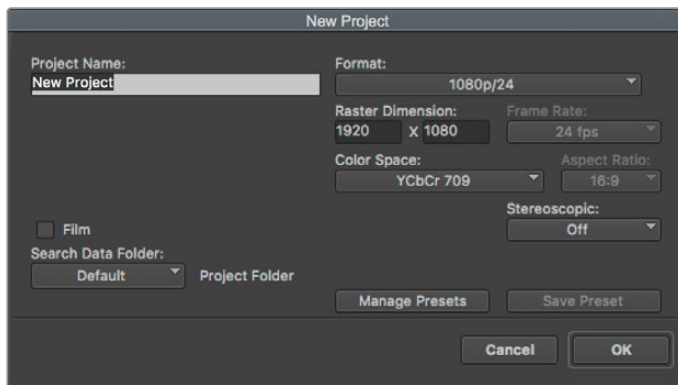 New Project
Project Name:
New Project
Format:
1080p/24
Raster Dimension:
Frame Rate:
1920 x 1080
24 fps
Color Space:
Aspect Ratio:
YCbCr 709
16:9
Stereoscopic:
Off
Film
Search Data Folder:
Default
Project Folder
Manage Presets
Save Preset
Cancel
OK